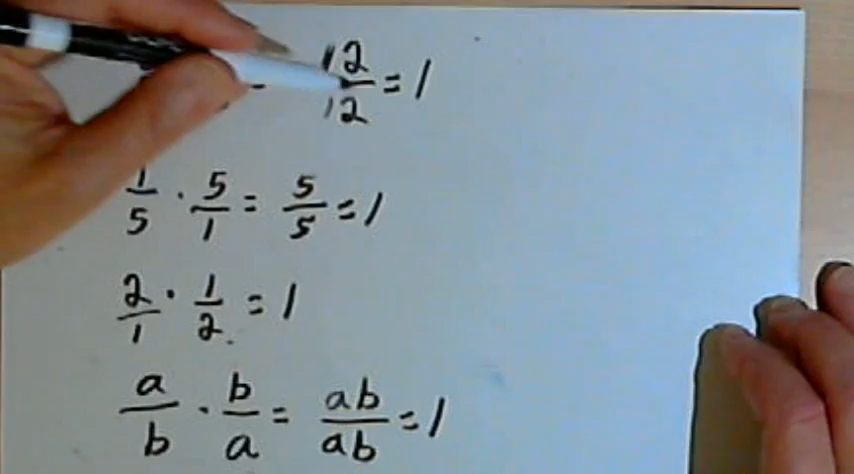 = 12/12 = 1
1/5 · 5/1 = 5/5 = 1
2/1 · 1/2 = 1
a/b · b/a = ab/ab = 1